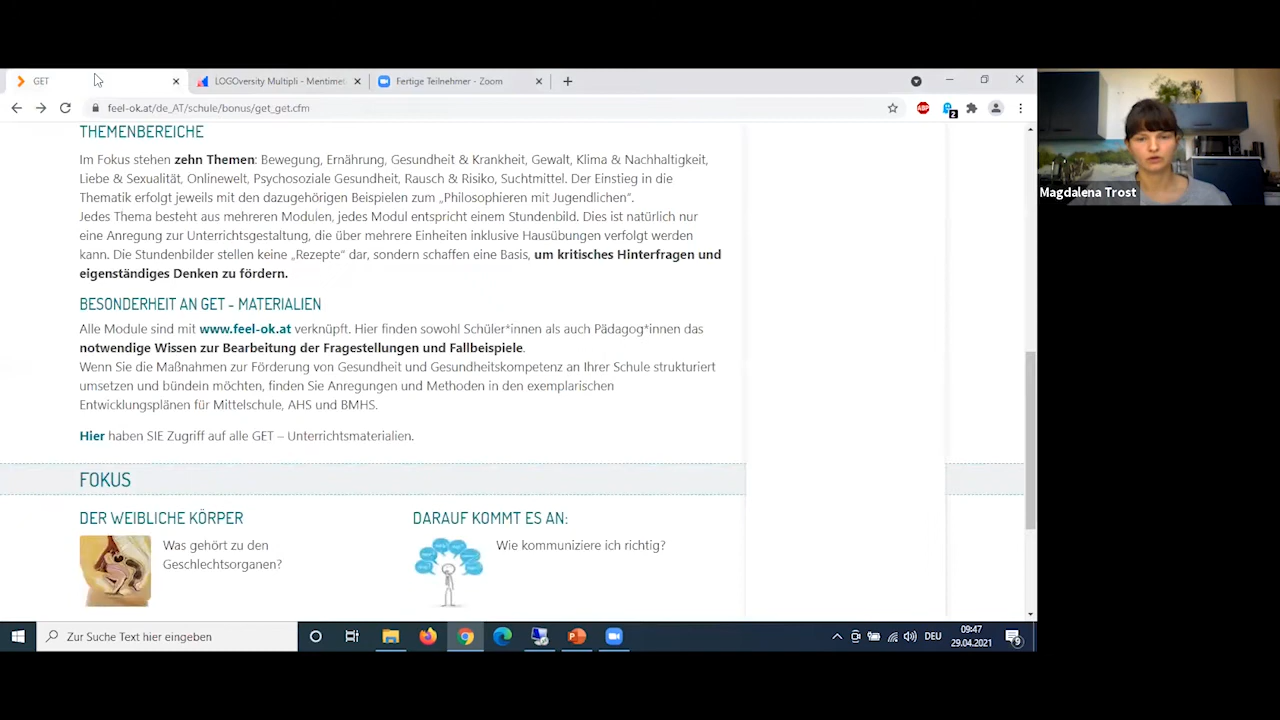 GET
LOGOversity Multipli - Mentimet
Fertige Teilnehmer - Zoom
feel-ok.at/de_AT/schule/bonus/get_get.cfm
ABP
2
Magdalena Trost
THEMENBEREICHE
Im Fokus stehen zehn Themen: Bewegung, Ernährung, Gesundheit & Krankheit, Gewalt, Klima & Nachhaltigkeit,
Liebe & Sexualität, Onlinewelt, Psychosoziale Gesundheit, Rausch & Risiko, Suchtmittel. Der Einstieg in die
Thematik erfolgt jeweils mit den dazugehörigen Beispielen zum „Philosophieren mit Jugendlichen“.
Jedes Thema besteht aus mehreren Modulen, jedes Modul entspricht einem Stundenbild. Dies ist natürlich nur
eine Anregung zur Unterrichtsgestaltung, die über mehrere Einheiten inklusive Hausübungen verfolgt werden
kann. Die Stundenbilder stellen keine „Rezepte“ dar, sondern schaffen eine Basis, um kritisches Hinterfragen und
eigenständiges Denken zu fördern.
BESONDERHEIT AN GET - MATERIALIEN
Alle Module sind mit www.feel-ok.at verknüpft. Hier finden sowohl Schüler*innen als auch Pädagog*innen das
notwendige Wissen zur Bearbeitung der Fragestellungen und Fallbeispiele.
Wenn Sie die Maßnahmen zur Förderung von Gesundheit und Gesundheitskompetenz an Ihrer Schule strukturiert
umsetzen und bündeln möchten, finden Sie Anregungen und Methoden in den exemplarischen
Entwicklungsplänen für Mittelschule, AHS und BMHS.
Hier haben SIE Zugriff auf alle GET – Unterrichtsmaterialien.
FOKUS
DER WEIBLICHE KÖRPER
Was gehört zu den
Geschlechtsorganen?
DARAUF KOMMT ES AN:
Wie kommuniziere ich richtig?
Zur Suche Text hier eingeben
DEU
09:47
29.04.2021
9